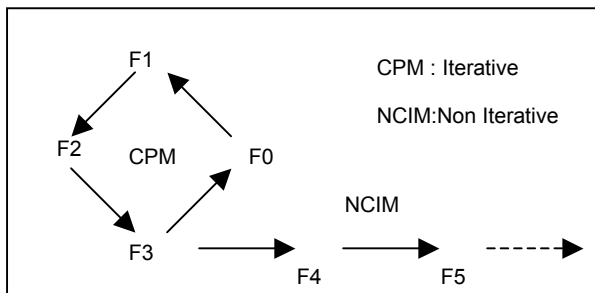 F1
CPM : Iterative
NCIM:Non Iterative
F2
CPM
F0
NCIM
F3
F4
F5